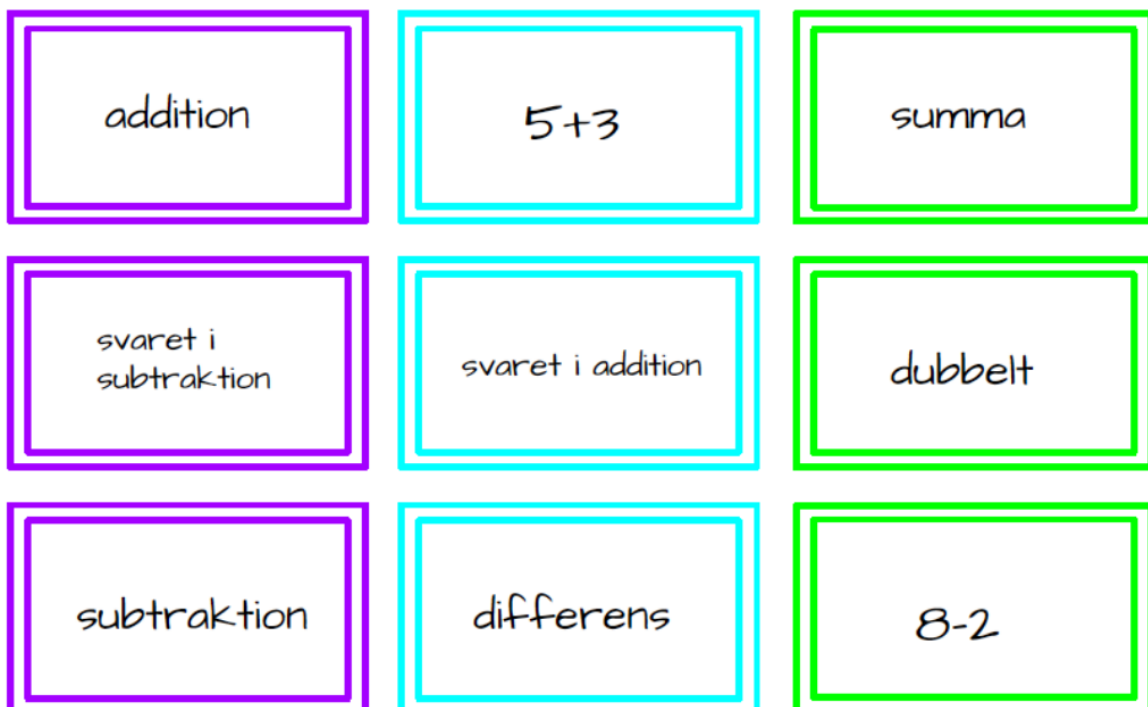 addition
5+3
summa
svaret i
subtraktion
svaret i addition
dubbelt
subtraktion
differens
8-2